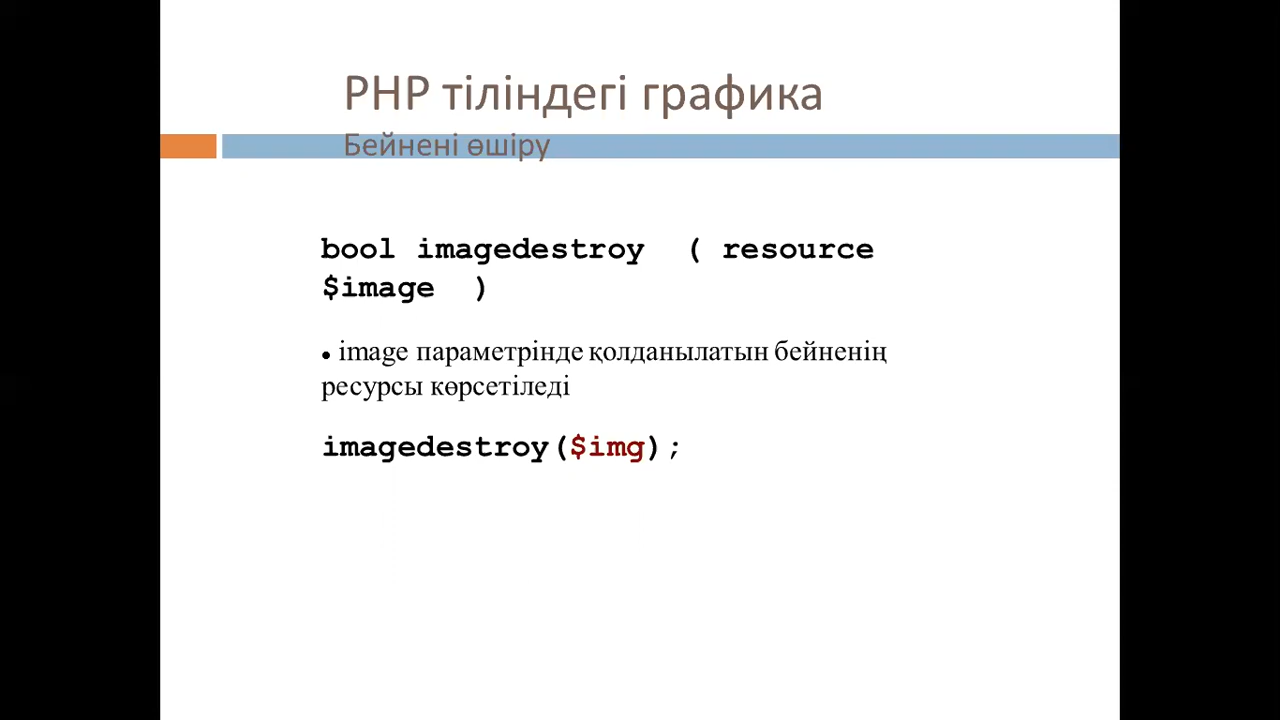 PHP тіліндегі графика
Бейнені өшіру
bool imagedestroy ( resource
$image )
• image параметрінде қолданылатын бейненің
ресурсы көрсетіледі
imagedestroy($img);